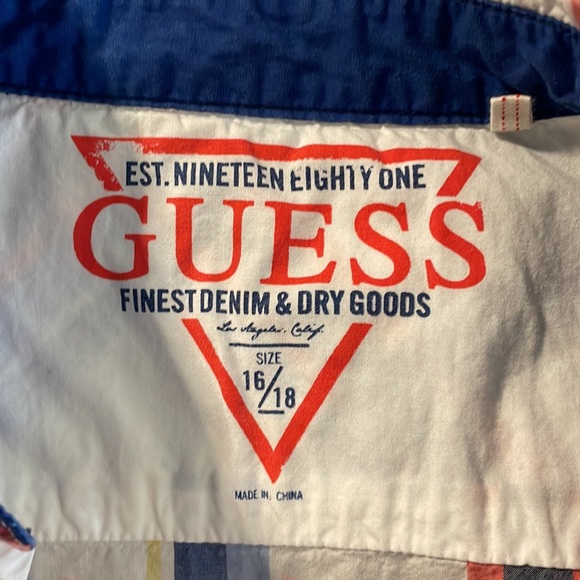 EST. NINETEEN EIGHTY ONE
GUESS
FINEST DENIM & DRY GOODS
Los Angeles, Calif.
SIZE
16/18
MADE IN CHINA